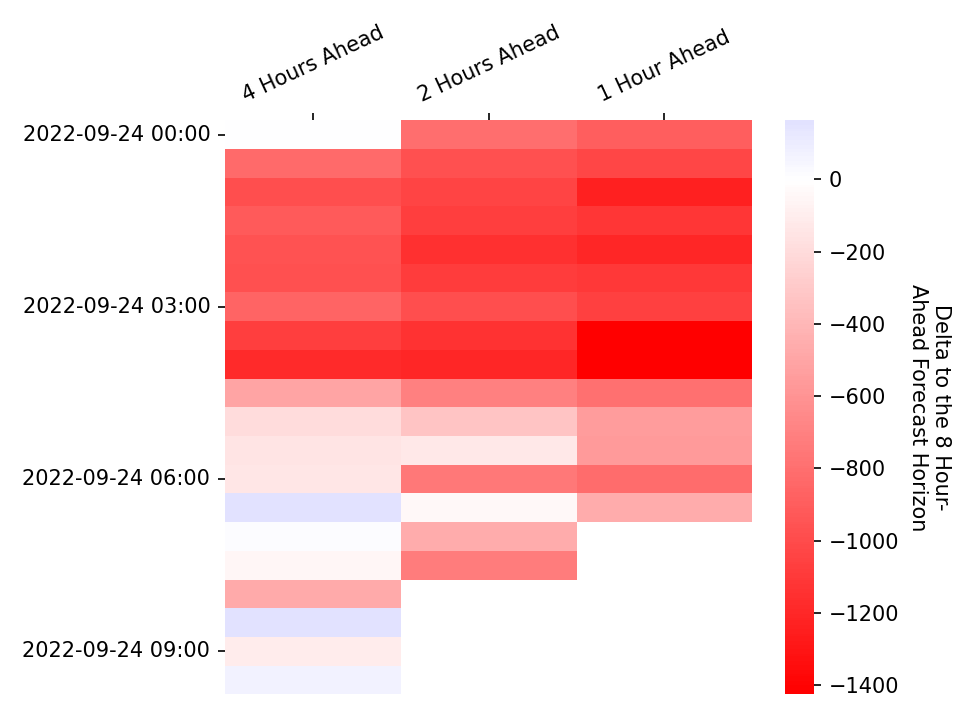 4 Hours Ahead
2 Hours Ahead
1 Hour Ahead
2022-09-24 00:00
2022-09-24 03:00
2022-09-24 06:00
2022-09-24 09:00
0
−200
−400
−600
−800
−1000
−1200
−1400
Delta to the 8 Hour-
Ahead Forecast Horizon